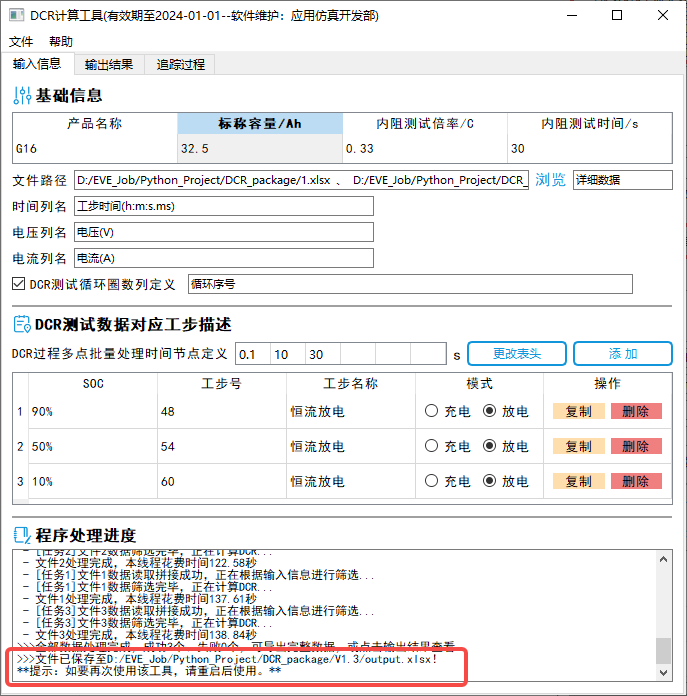 DCR计算工具(有效期至2024-01-01--软件维护: 应用仿真开发部)
文件 帮助
输入信息 输出结果 追踪过程
基础信息
产品名称 标称容量/Ah 内阻测试倍率/C 内阻测试时间/s
G16 32.5 0.33 30
文件路径 D:/EVE_Job/Python_Project/DCR_package/1.xlsx 、 D:/EVE_Job/Python_Project/DCR_ 浏览 详细数据
时间列名 工步时间(h:m:s.ms)
电压列名 电压(V)
电流列名 电流(A)
DCR测试循环圈数列定义 循环序号
DCR测试数据对应工步描述
DCR过程多点批量处理时间节点定义 0.1 10 30 s 更改表头 添 加
SOC 工步号 工步名称 模式 操作
1 90% 48 恒流放电 充电 放电 复制 删除
2 50% 54 恒流放电 充电 放电 复制 删除
3 10% 60 恒流放电 充电 放电 复制 删除
程序处理进度
- [任务2]文件2数据筛选完毕, 正在计算DCR...
- 文件2处理完成, 本线程花费时间122.58秒
- [任务1]文件1数据读取拼接成功, 正在根据输入信息进行筛选...
- [任务1]文件1数据筛选完毕, 正在计算DCR...
- 文件1处理完成, 本线程花费时间137.61秒
- [任务3]文件3数据读取拼接成功, 正在根据输入信息进行筛选...
- [任务3]文件3数据筛选完毕, 正在计算DCR...
- 文件3处理完成, 本线程花费时间138.84秒
>>>全部数据处理完成, 成功3个, 失败0个, 可导出完整数据, 或点击输出结果查看
>>>文件已保存至D:/EVE_Job/Python_Project/DCR_package/V1.3/output.xlsx!
**提示: 如要再次使用该工具, 请重启后使用。**